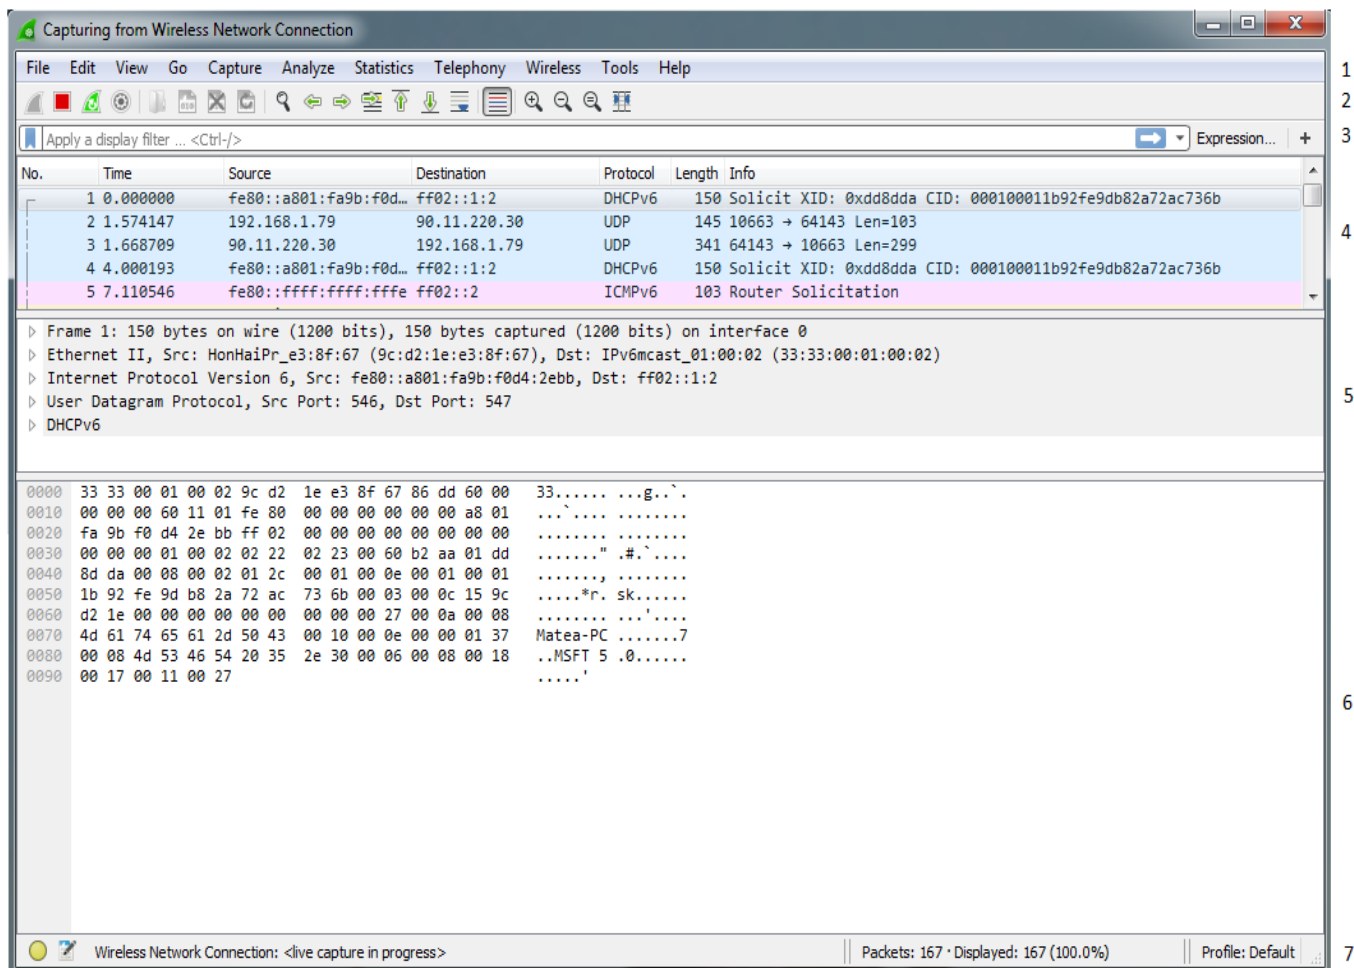 Capturing from Wireless Network Connection
File Edit View Go Capture Analyze Statistics Telephony Wireless Tools Help 1
2
Apply a display filter ... <Ctrl-/> Expression... + 3
No. Time Source Destination Protocol Length Info
1 0.000000 fe80::a801:fa9b:f0d… ff02::1:2 DHCPv6 150 Solicit XID: 0xdd8dda CID: 000100011b92fe9db82a72ac736b
2 1.574147 192.168.1.79 90.11.220.30 UDP 145 10663 → 64143 Len=103
3 1.668709 90.11.220.30 192.168.1.79 UDP 341 64143 → 10663 Len=299
4
4 4.000193 fe80::a801:fa9b:f0d… ff02::1:2 DHCPv6 150 Solicit XID: 0xdd8dda CID: 000100011b92fe9db82a72ac736b
5 7.110546 fe80::ffff:ffff:fffe ff02::2 ICMPv6 103 Router Solicitation
Frame 1: 150 bytes on wire (1200 bits), 150 bytes captured (1200 bits) on interface 0
Ethernet II, Src: HonHaiPr_e3:8f:67 (9c:d2:1e:e3:8f:67), Dst: IPv6mcast_01:00:02 (33:33:00:01:00:02)
Internet Protocol Version 6, Src: fe80::a801:fa9b:f0d4:2ebb, Dst: ff02::1:2
User Datagram Protocol, Src Port: 546, Dst Port: 547 5
DHCPv6
0000 33 33 00 01 00 02 9c d2 1e e3 8f 67 86 dd 60 00 33...... ...g..`.
0010 00 00 00 60 11 01 fe 80 00 00 00 00 00 00 a8 01 ...`.... ........
0020 fa 9b f0 d4 2e bb ff 02 00 00 00 00 00 00 00 00 ........ ........
0030 00 00 00 01 00 02 02 22 02 23 00 60 b2 aa 01 dd ......." .#.`....
0040 8d da 00 08 00 02 01 2c 00 01 00 0e 00 01 00 01 ......., ........
0050 1b 92 fe 9d b8 2a 72 ac 73 6b 00 03 00 0c 15 9c .....*r. sk......
0060 d2 1e 00 00 00 00 00 00 00 00 00 27 00 0a 00 08 ........ ...'....
0070 4d 61 74 65 61 2d 50 43 00 10 00 0e 00 00 01 37 Matea-PC .......7
0080 00 08 4d 53 46 54 20 35 2e 30 00 06 00 08 00 18 ..MSFT 5 .0......
0090 00 17 00 11 00 27 .....'
6
Wireless Network Connection: <live capture in progress> Packets: 167 · Displayed: 167 (100.0%) Profile: Default 7